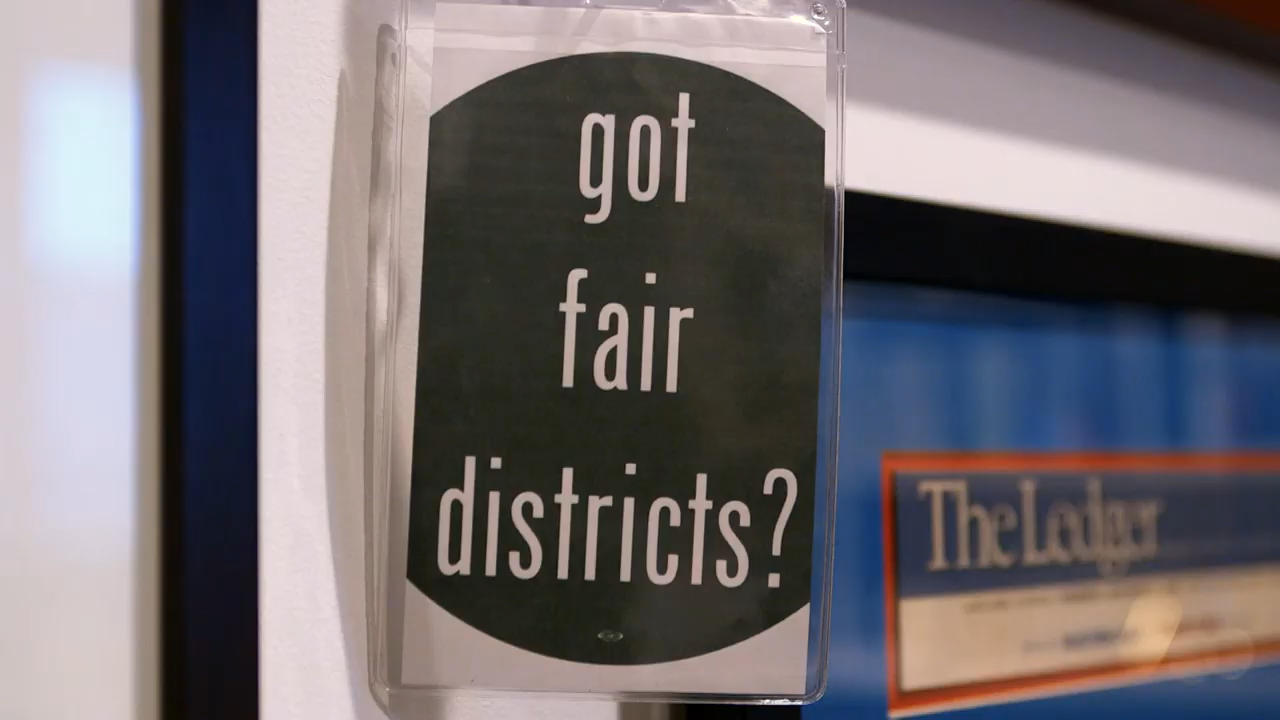 got
fair
districts?
The Ledger